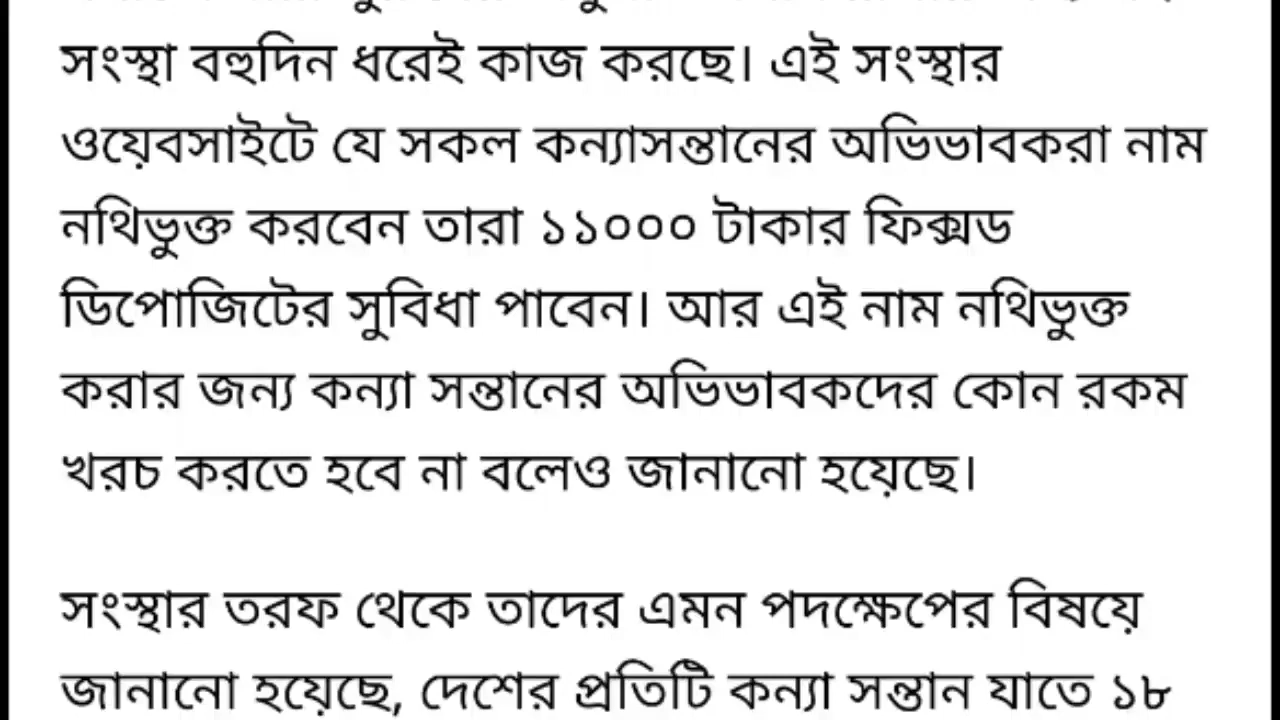 সংস্থা বহুদিন ধরেই কাজ করছে। এই সংস্থার
ওয়েবসাইটে যে সকল কন্যাসন্তানের অভিভাবকরা নাম
নথিভুক্ত করবেন তারা ১১০০০ টাকার ফিক্সড
ডিপোজিটের সুবিধা পাবেন। আর এই নাম নথিভুক্ত
করার জন্য কন্যা সন্তানের অভিভাবকদের কোন রকম
খরচ করতে হবে না বলেও জানানো হয়েছে।
সংস্থার তরফ থেকে তাদের এমন পদক্ষেপের বিষয়ে
জানানো হয়েছে, দেশের প্রতিটি কন্যা সন্তান যাতে ১৮